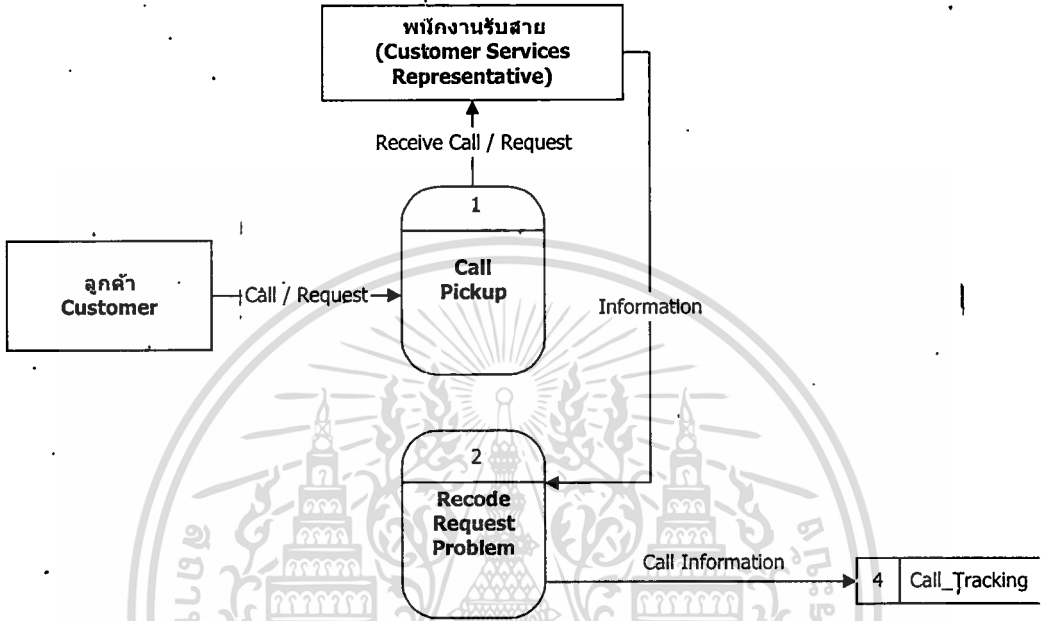 พนักงานรับสาย
(Customer Services
Representative)
Receive Call / Request
1
Call
Pickup
ลูกค้า
Customer
Call / Request
Information
2
Recode
Request
Problem
Call Information
4 Call_Tracking